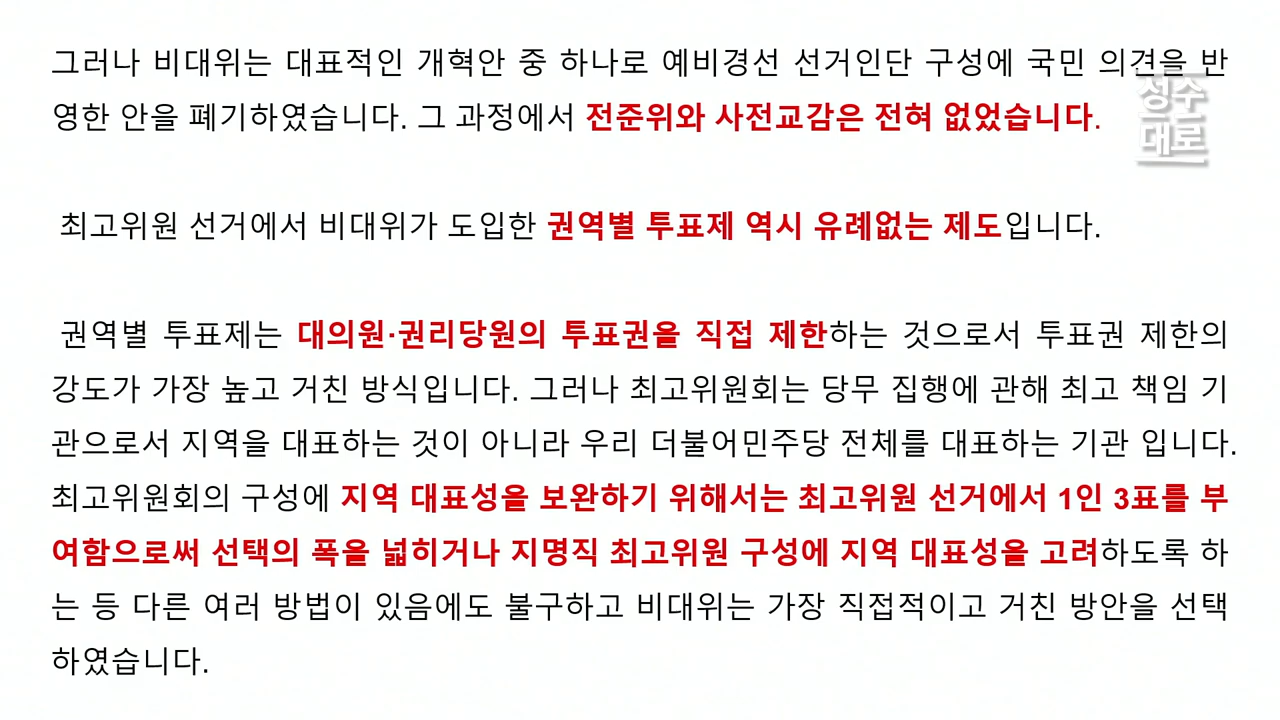 그러나 비대위는 대표적인 개혁안 중 하나로 예비경선 선거인단 구성에 국민 의견을 반
영한 안을 폐기하였습니다. 그 과정에서 전준위와 사전교감은 전혀 없었습니다.
성수
대로
최고위원 선거에서 비대위가 도입한 권역별 투표제 역시 유례없는 제도입니다.
권역별 투표제는 대의원·권리당원의 투표권을 직접 제한하는 것으로서 투표권 제한의
강도가 가장 높고 거친 방식입니다. 그러나 최고위원회는 당무 집행에 관해 최고 책임 기
관으로서 지역을 대표하는 것이 아니라 우리 더불어민주당 전체를 대표하는 기관 입니다.
최고위원회의 구성에 지역 대표성을 보완하기 위해서는 최고위원 선거에서 1인 3표를 부
여함으로써 선택의 폭을 넓히거나 지명직 최고위원 구성에 지역 대표성을 고려하도록 하
는 등 다른 여러 방법이 있음에도 불구하고 비대위는 가장 직접적이고 거친 방안을 선택
하였습니다.